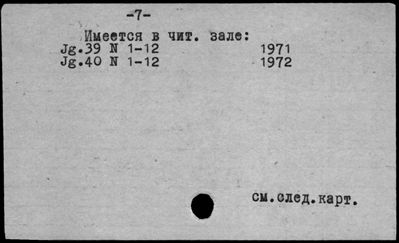 -7-
Имеется в чит. зале:
Jg.39 N 1-12 1971
Jg.40 N 1-12 1972
см.след.карт.